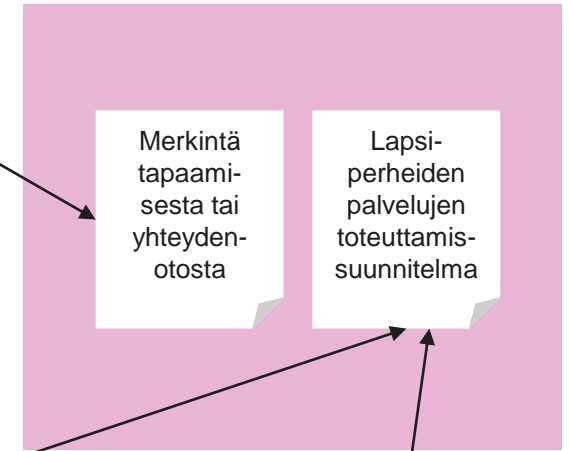 Merkintä
tapaami-
sesta tai
yhteyden-
otosta
Lapsi-
perheiden
palvelujen
toteuttamis-
suunnitelma